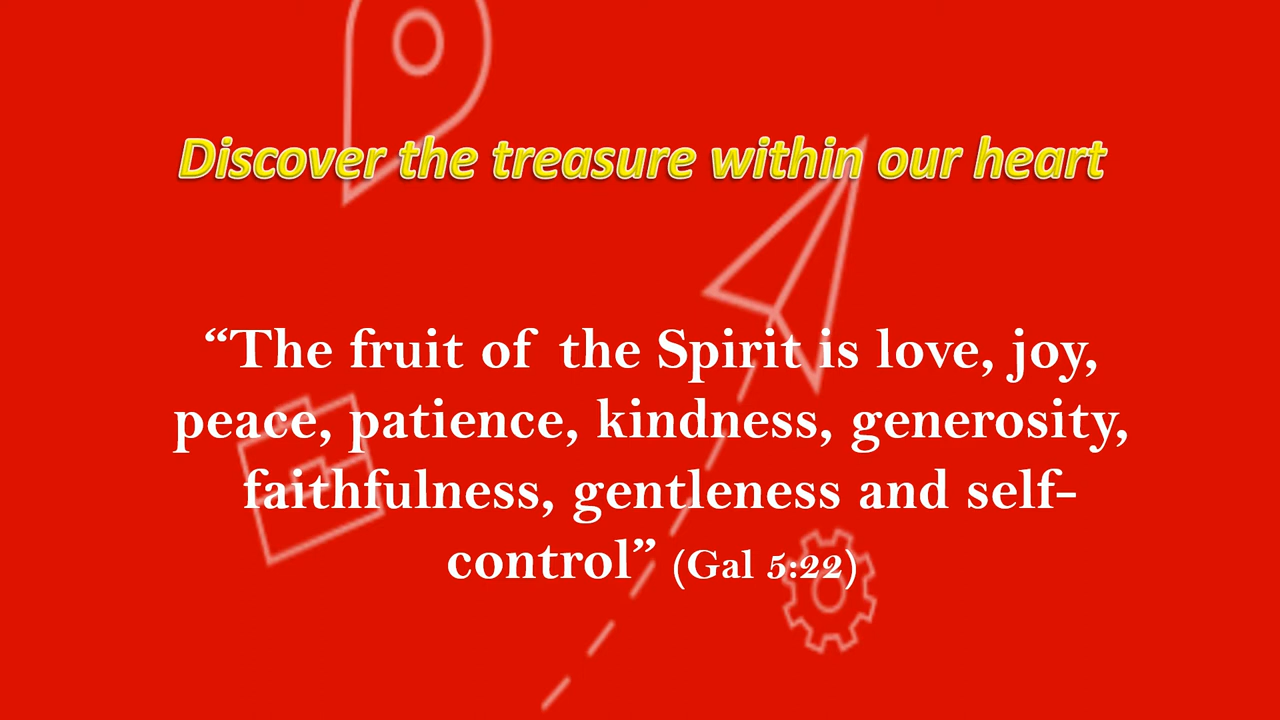 Discover the treasure within our heart
“The fruit of the Spirit is love, joy,
peace, patience, kindness, generosity,
faithfulness, gentleness and self-
control” (Gal 5:22)